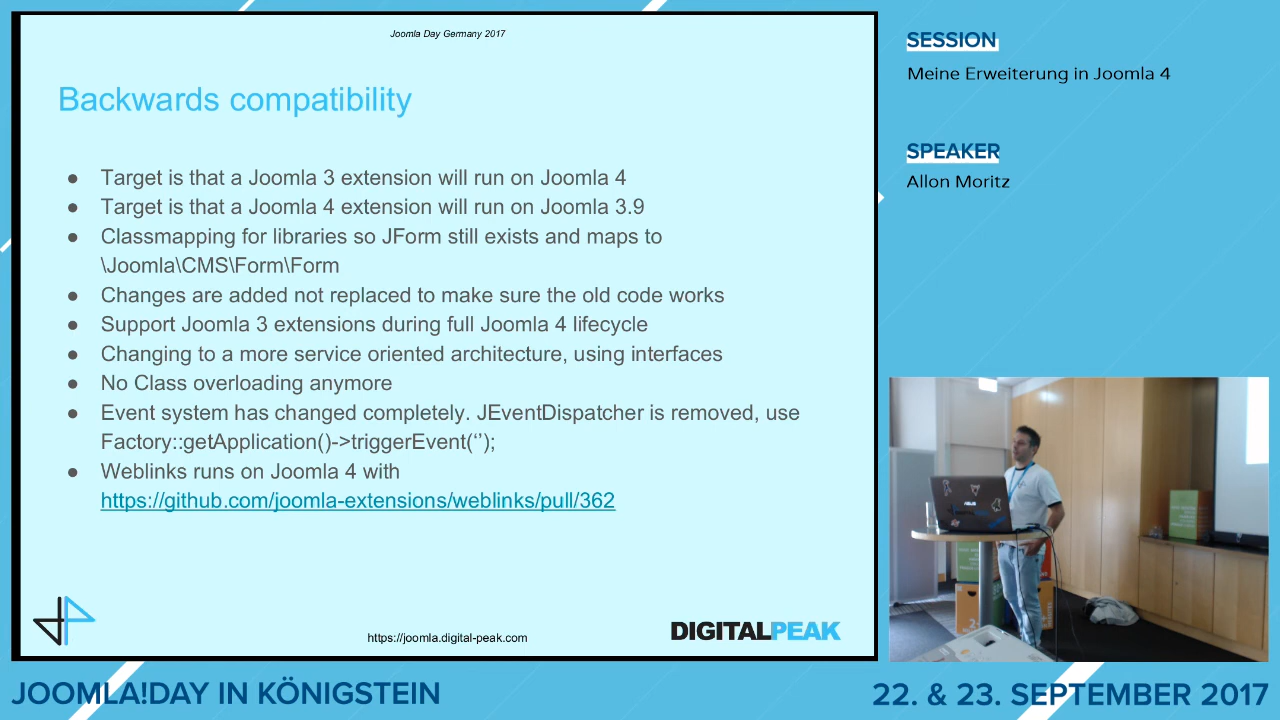 Joomla Day Germany 2017
Backwards compatibility
● Target is that a Joomla 3 extension will run on Joomla 4
● Target is that a Joomla 4 extension will run on Joomla 3.9
● Classmapping for libraries so JForm still exists and maps to
\Joomla\CMS\Form\Form
● Changes are added not replaced to make sure the old code works
● Support Joomla 3 extensions during full Joomla 4 lifecycle
● Changing to a more service oriented architecture, using interfaces
● No Class overloading anymore
● Event system has changed completely. JEventDispatcher is removed, use
Factory::getApplication()->triggerEvent(‘’);
● Weblinks runs on Joomla 4 with
https://github.com/joomla-extensions/weblinks/pull/362
https://joomla.digital-peak.com
DIGITALPEAK
SESSION
Meine Erweiterung in Joomla 4
SPEAKER
Allon Moritz
ASUS
JOOMLA!DAY IN KÖNIGSTEIN
22. & 23. SEPTEMBER 2017